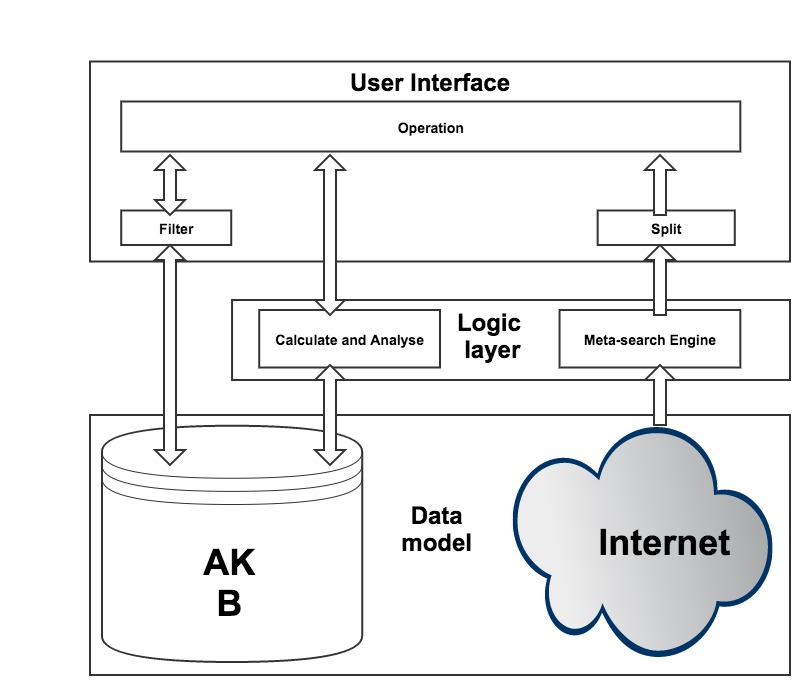 User Interface
Operation
Filter
Split
Calculate and Analyse
Logic
layer
Meta-search Engine
Data
model
AK
B
Internet